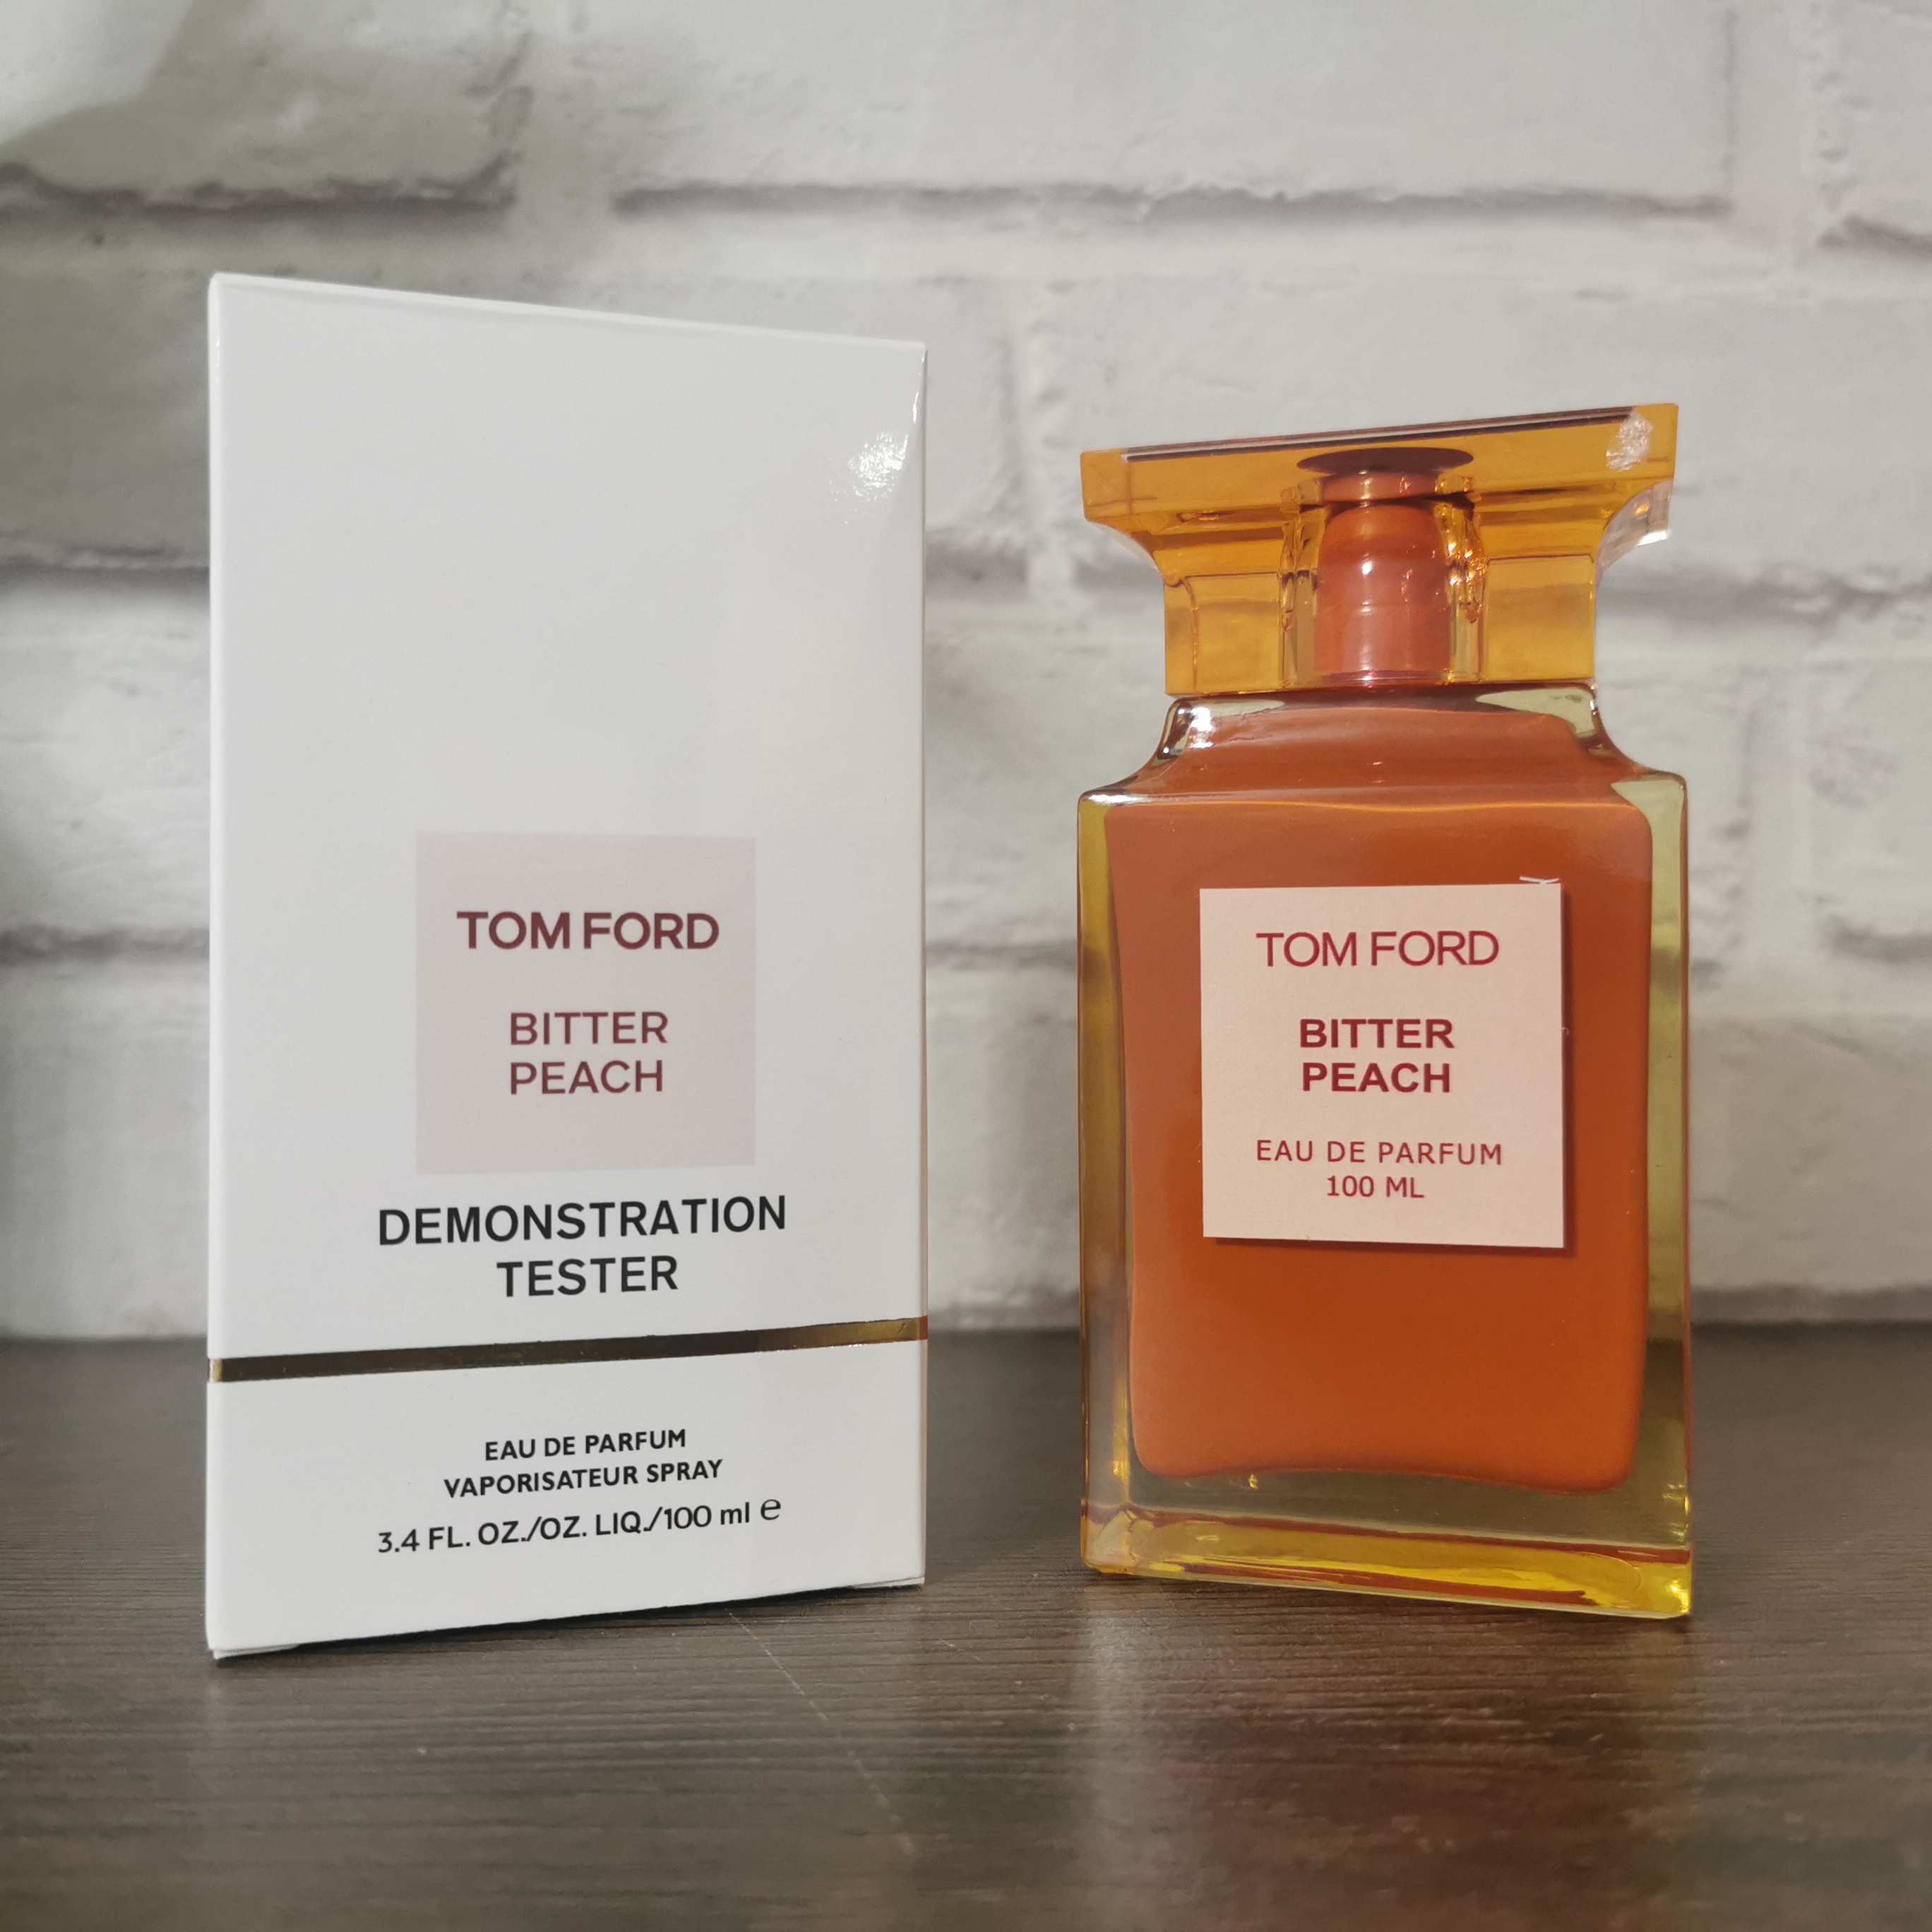 TOM FORD
BITTER
PEACH
DEMONSTRATION
TESTER
EAU DE PARFUM
VAPORISATEUR SPRAY
3.4 FL. OZ./OZ. LIQ./100 ml e
TOM FORD
BITTER
PEACH
EAU DE PARFUM
100 ML